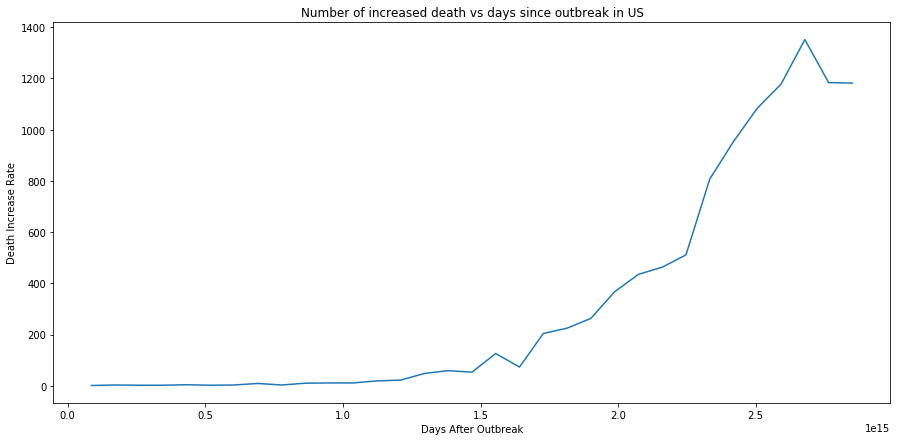 Number of increased death vs days since outbreak in US
Death Increase Rate
1400
1200
1000
800
600
400
200
0
0.0 0.5 1.0 1.5 2.0 2.5
1e15
Days After Outbreak